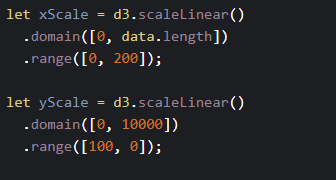 let xScale = d3.scaleLinear()
  .domain([0, data.length])
  .range([0, 200]);

let yScale = d3.scaleLinear()
  .domain([0, 10000])
  .range([100, 0]);